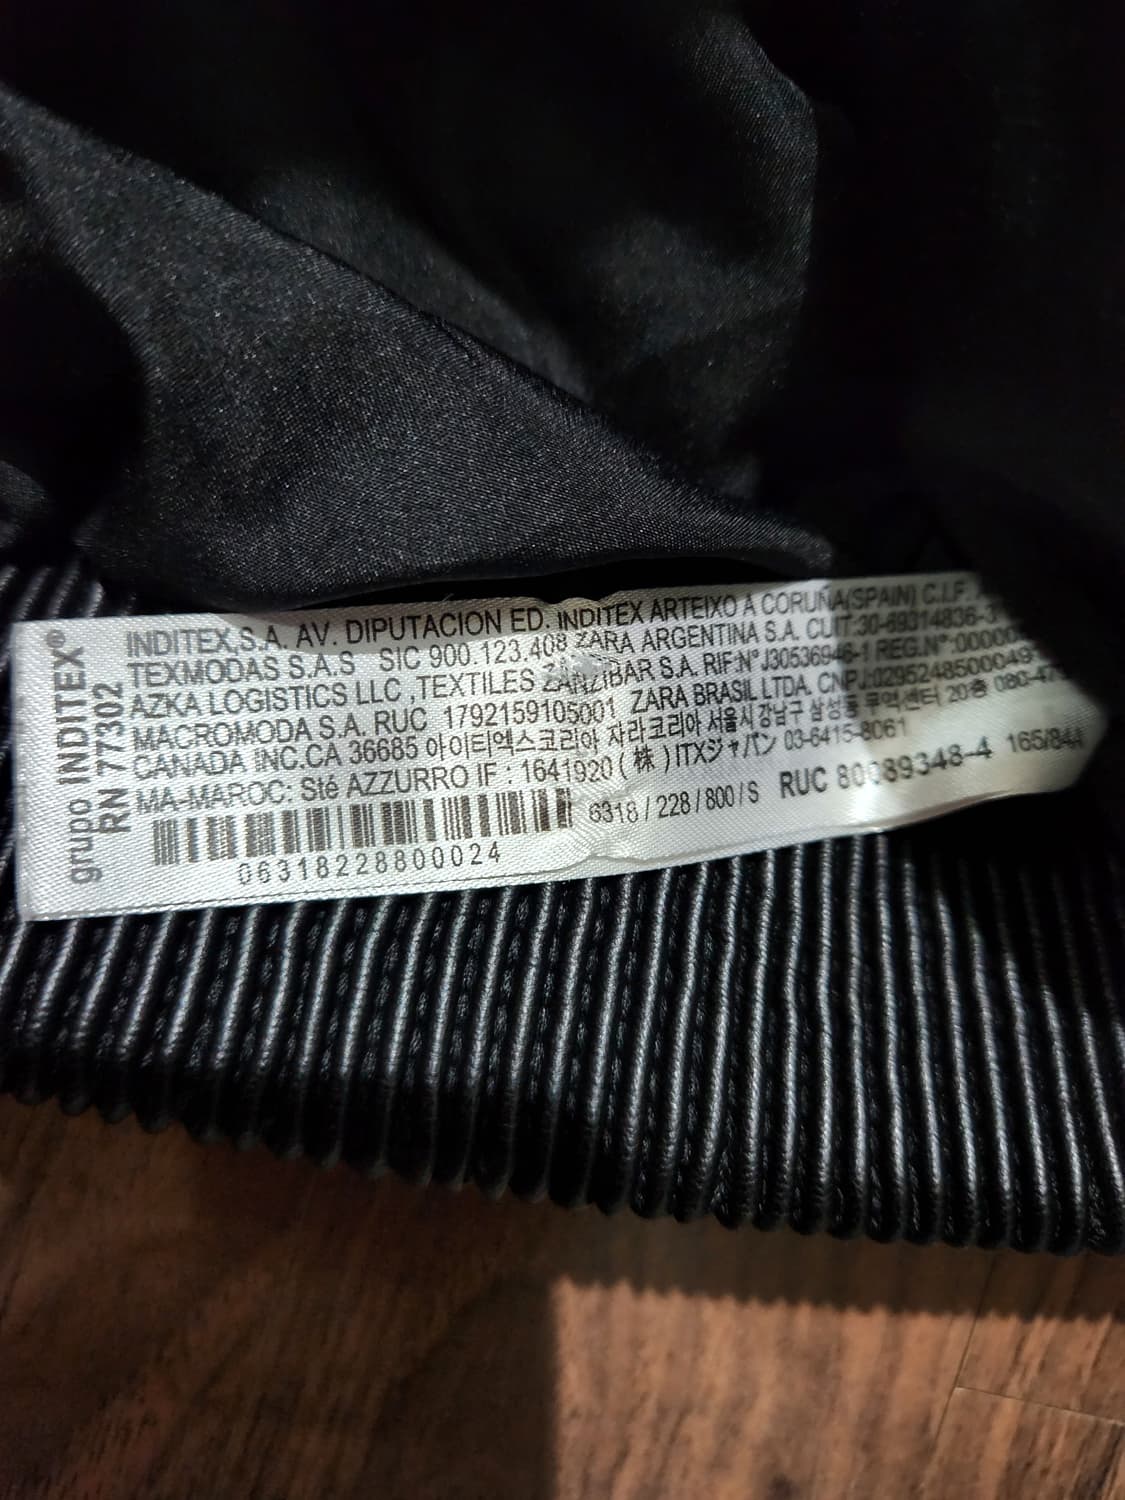 grupo INDITEX®
RN 77302
INDITEX,S.A. AV. DIPUTACION ED. INDITEX ARTEIXO A CORUÑA(SPAIN) C.I.F.
TEXMODAS S.A.S SIC 900.123.408 ZARA ARGENTINA S.A. CUIT:30-69314836-
AZKA LOGISTICS LLC ,TEXTILES ZANZIBAR S.A. RIF:Nº J30536946-1 REG.Nº:
MACROMODA S.A. RUC 1792159105001 ZARA BRASIL LTDA. CNPJ:
CANADA INC.CA 36685 아이티엑스코리아 자라코리아 서울시 강남구 삼성동 무역센터 20층
MA-MAROC: Sté AZZURRO IF : 1641920 (株) ITXジャパン 03-6415-8061
6318 / 228 / 800 / S RUC 80089348-4
06318228800024